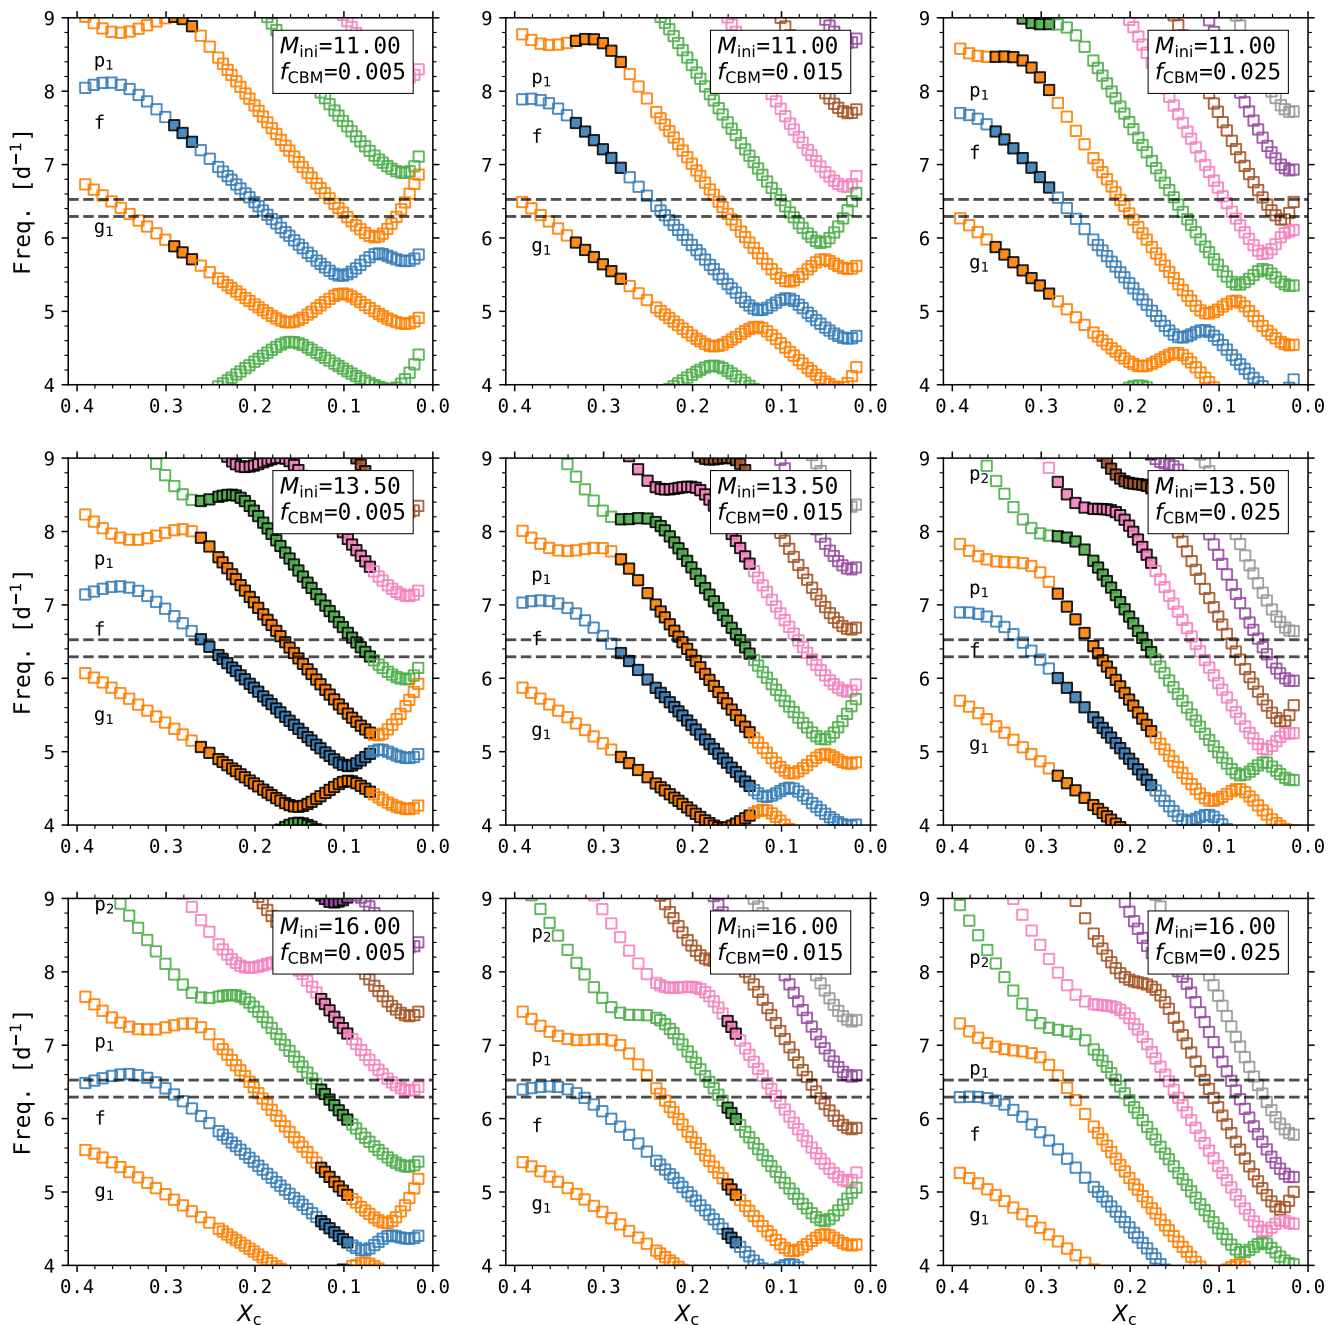 9
8
7
6
5
4
Freq. [d⁻¹]
p₁
f
g₁
M_ini=11.00
f_CBM=0.005
0.4 0.3 0.2 0.1 0.0
p₁
f
g₁
M_ini=11.00
f_CBM=0.015
0.4 0.3 0.2 0.1 0.0
p₁
f
g₁
M_ini=11.00
f_CBM=0.025
0.4 0.3 0.2 0.1 0.0
9
8
7
6
5
4
Freq. [d⁻¹]
p₁
f
g₁
M_ini=13.50
f_CBM=0.005
0.4 0.3 0.2 0.1 0.0
p₁
f
g₁
M_ini=13.50
f_CBM=0.015
0.4 0.3 0.2 0.1 0.0
p₂
p₁
f
g₁
M_ini=13.50
f_CBM=0.025
0.4 0.3 0.2 0.1 0.0
9
8
7
6
5
4
Freq. [d⁻¹]
p₂
p₁
f
g₁
M_ini=16.00
f_CBM=0.005
0.4 0.3 0.2 0.1 0.0
X_c
p₂
p₁
f
g₁
M_ini=16.00
f_CBM=0.015
0.4 0.3 0.2 0.1 0.0
X_c
p₂
p₁
f
g₁
M_ini=16.00
f_CBM=0.025
0.4 0.3 0.2 0.1 0.0
X_c